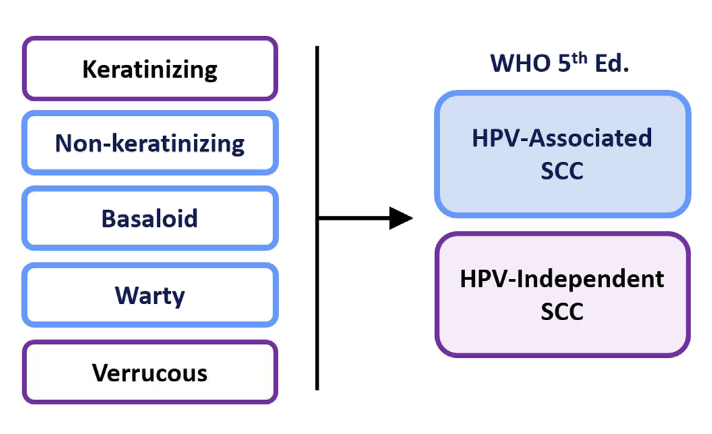 Keratinizing
Non-keratinizing
Basaloid
Warty
Verrucous
WHO 5th Ed.
HPV-Associated
SCC
HPV-Independent
SCC